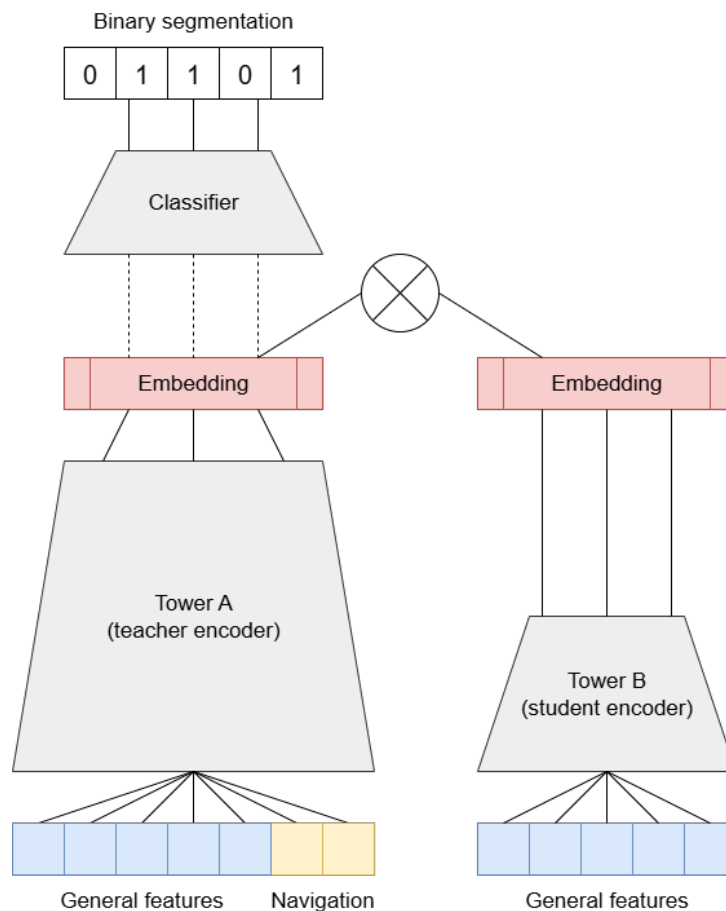 Binary segmentation
0 1 1 0 1
Classifier
Embedding
Embedding
Tower A
(teacher encoder)
Tower B
(student encoder)
General features
Navigation
General features